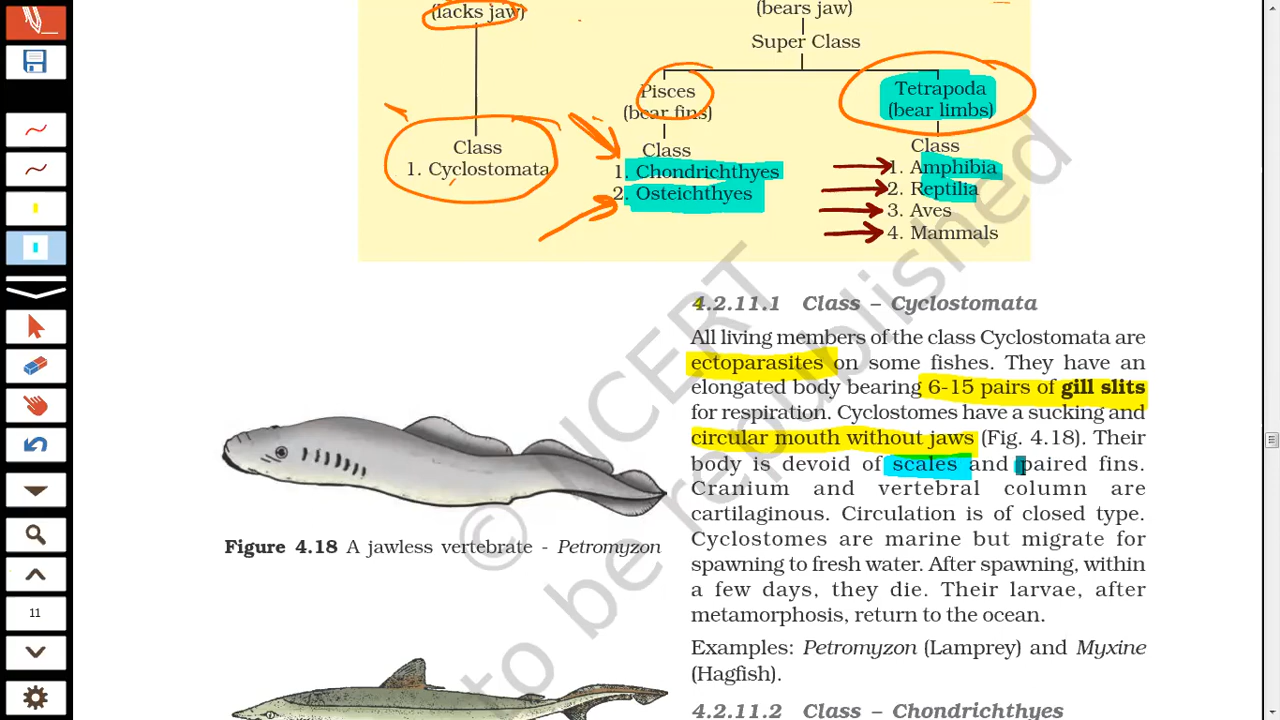 (lacks jaw)
(bears jaw)
Super Class
Pisces
(bear fins)
Tetrapoda
(bear limbs)
Class
1. Cyclostomata
Class
1. Chondrichthyes
2. Osteichthyes
Class
1. Amphibia
2. Reptilia
3. Aves
4. Mammals
4.2.11.1 Class – Cyclostomata
All living members of the class Cyclostomata are
ectoparasites on some fishes. They have an
elongated body bearing 6-15 pairs of gill slits
for respiration. Cyclostomes have a sucking and
circular mouth without jaws (Fig. 4.18). Their
body is devoid of scales and paired fins.
Cranium and vertebral column are
cartilaginous. Circulation is of closed type.
Cyclostomes are marine but migrate for
spawning to fresh water. After spawning, within
a few days, they die. Their larvae, after
metamorphosis, return to the ocean.
Examples: Petromyzon (Lamprey) and Myxine
(Hagfish).
4.2.11.2 Class – Chondrichthyes
Figure 4.18 A jawless vertebrate - Petromyzon
© NCERT
be republished
11